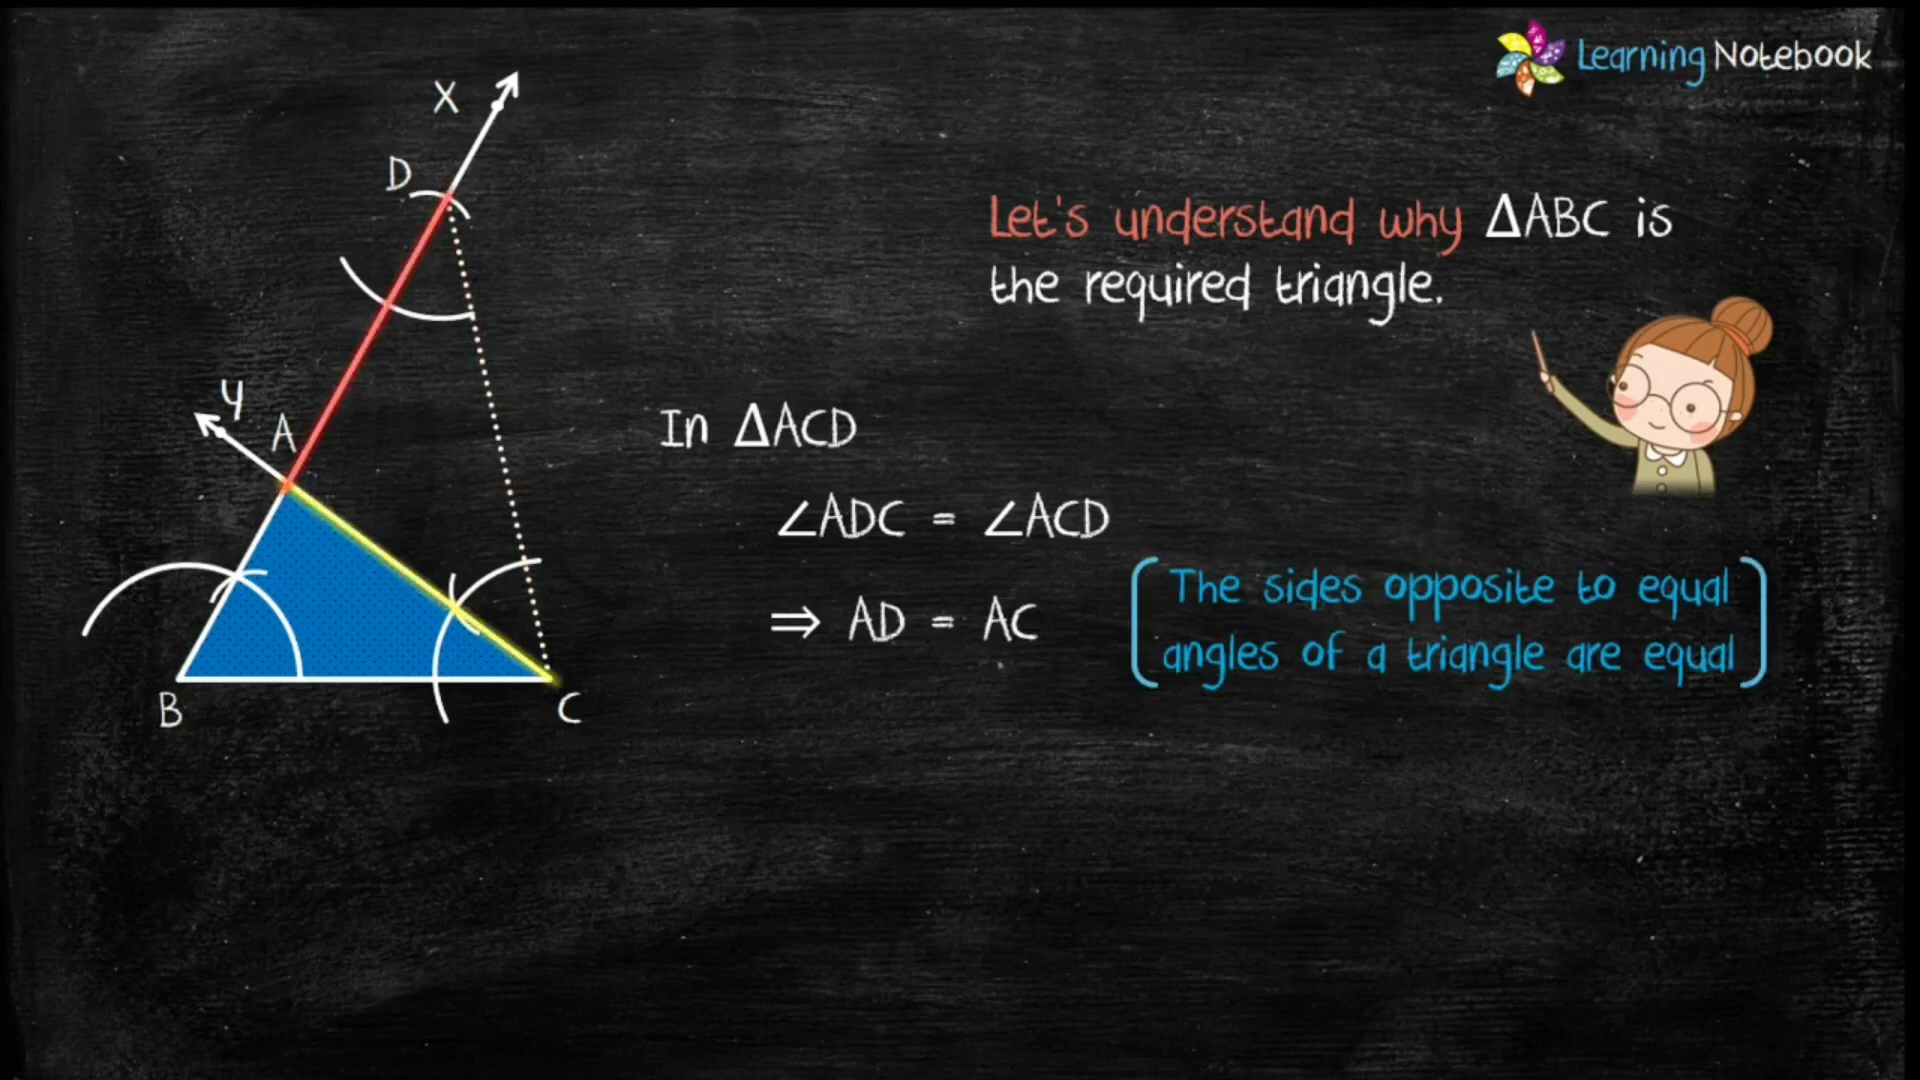 Learning Notebook
X
D
Let's understand why ΔABC is
the required triangle.
y
A
In ΔACD
∠ADC = ∠ACD
⇒ AD = AC
The sides opposite to equal
angles of a triangle are equal
B
C